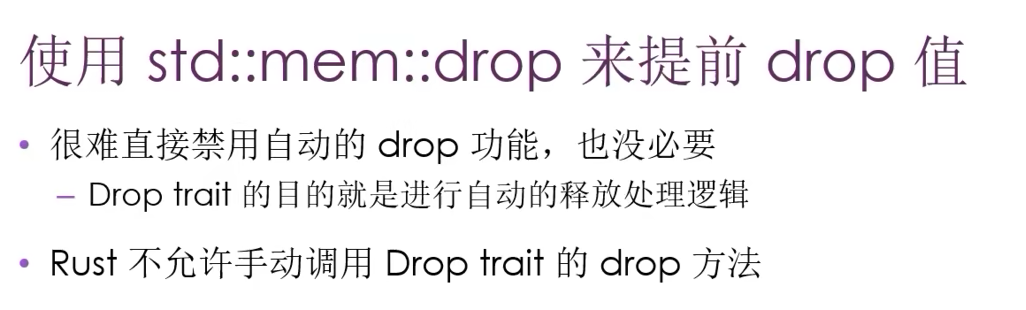 使用 std::mem::drop 来提前 drop 值
• 很难直接禁用自动的 drop 功能，也没必要
– Drop trait 的目的就是进行自动的释放处理逻辑
• Rust 不允许手动调用 Drop trait 的 drop 方法